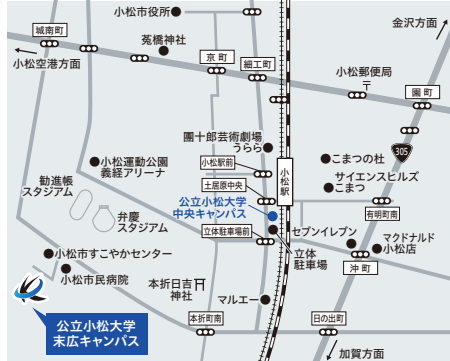 小松市役所
金沢方面
城南町
莵橋神社
京町
細工町
小松空港方面
小松郵便局
園町
305
團十郎芸術劇場
うらら
小松駅前
小松駅
こまつの杜
小松運動公園
義経アリーナ
土居原中央
サイエンスヒルズ
こまつ
勧進帳
スタジアム
公立小松大学
中央キャンパス
有明町南
弁慶
スタジアム
立体駐車場前
セブンイレブン
マクドナルド
小松店
立体
駐車場
沖町
小松市すこやかセンター
小松市民病院
本折日吉
神社
マルエー
公立小松大学
末広キャンパス
本折町南
日の出町
加賀方面